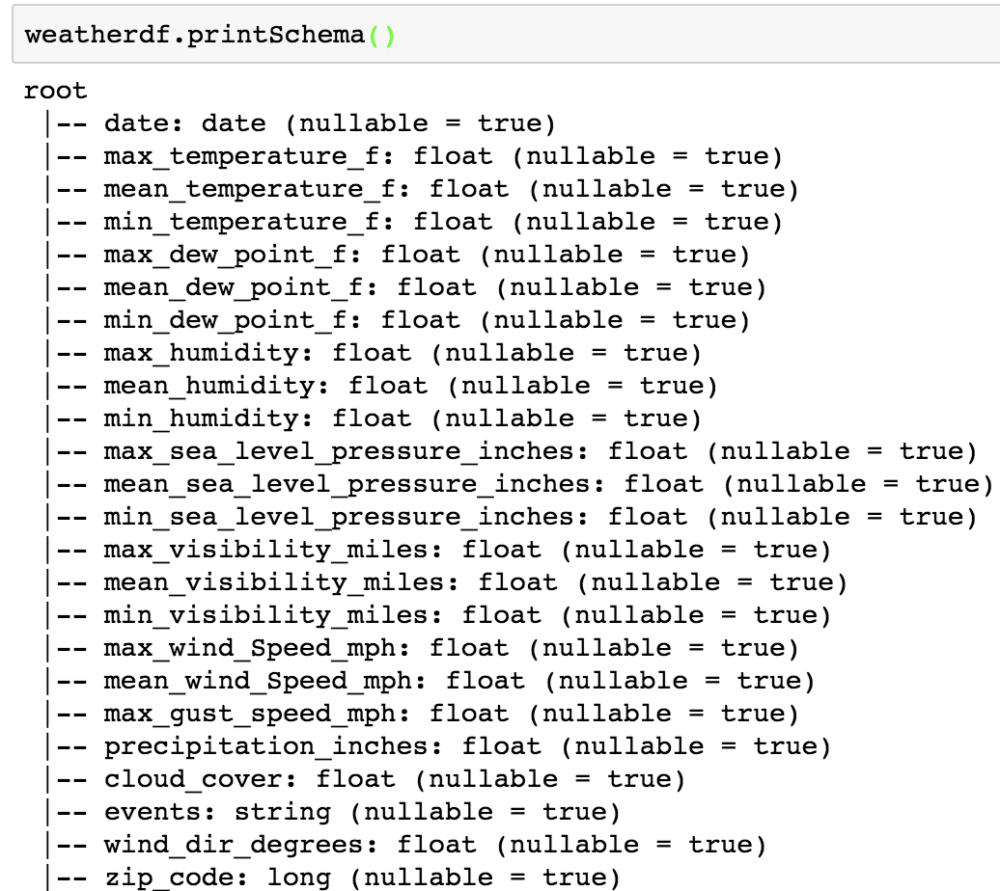 weatherdf.printSchema()
root
 |-- date: date (nullable = true)
 |-- max_temperature_f: float (nullable = true)
 |-- mean_temperature_f: float (nullable = true)
 |-- min_temperature_f: float (nullable = true)
 |-- max_dew_point_f: float (nullable = true)
 |-- mean_dew_point_f: float (nullable = true)
 |-- min_dew_point_f: float (nullable = true)
 |-- max_humidity: float (nullable = true)
 |-- mean_humidity: float (nullable = true)
 |-- min_humidity: float (nullable = true)
 |-- max_sea_level_pressure_inches: float (nullable = true)
 |-- mean_sea_level_pressure_inches: float (nullable = true)
 |-- min_sea_level_pressure_inches: float (nullable = true)
 |-- max_visibility_miles: float (nullable = true)
 |-- mean_visibility_miles: float (nullable = true)
 |-- min_visibility_miles: float (nullable = true)
 |-- max_wind_Speed_mph: float (nullable = true)
 |-- mean_wind_Speed_mph: float (nullable = true)
 |-- max_gust_speed_mph: float (nullable = true)
 |-- precipitation_inches: float (nullable = true)
 |-- cloud_cover: float (nullable = true)
 |-- events: string (nullable = true)
 |-- wind_dir_degrees: float (nullable = true)
 |-- zip_code: long (nullable = true)